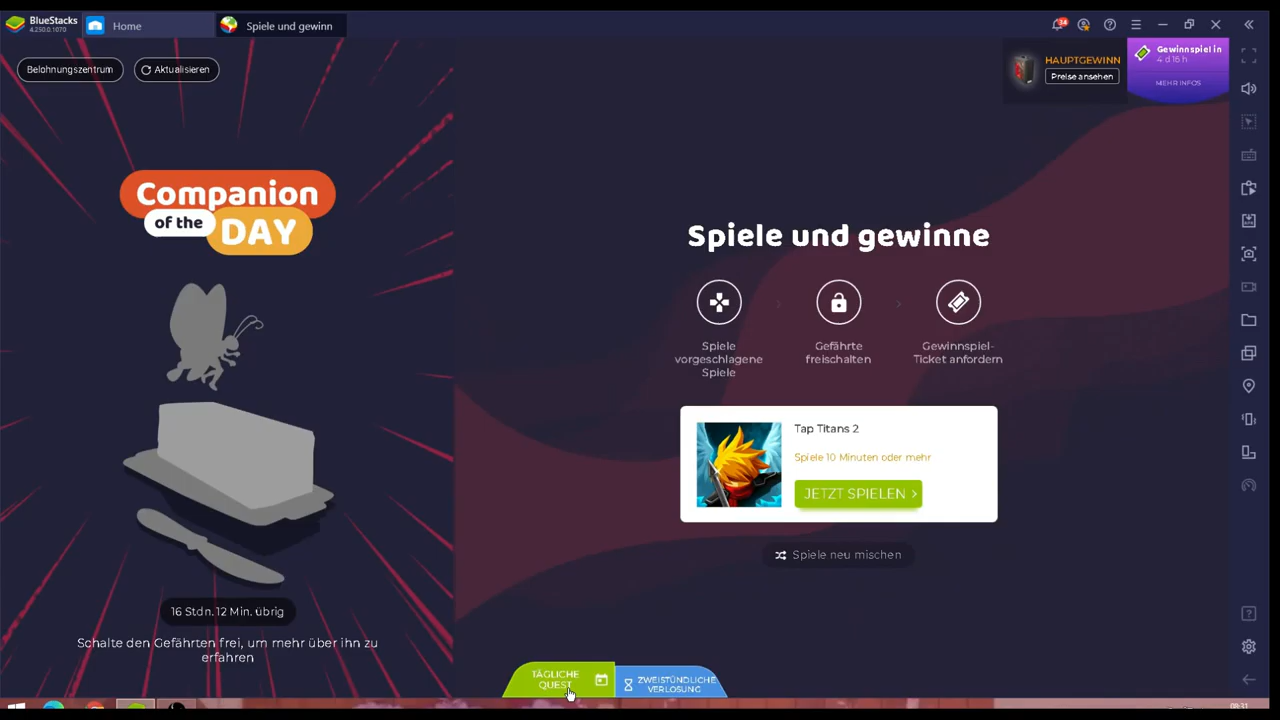 BlueStacks
4.250.0.1070
Home
Spiele und gewinn
34
Belohnungszentrum
Aktualisieren
HAUPTGEWINN
Preise ansehen
Gewinnspiel in
4 d 16 h
MEHR INFOS
Companion
of the
DAY
Spiele und gewinne
Spiele
vorgeschlagene
Spiele
Gefährte
freischalten
Gewinnspiel-
Ticket anfordern
Tap Titans 2
Spiele 10 Minuten oder mehr
JETZT SPIELEN
Spiele neu mischen
16 Stdn. 12 Min. übrig
Schalte den Gefährten frei, um mehr über ihn zu
erfahren
TÄGLICHE
QUEST
ZWEISTÜNDLICHE
VERLOSUNG
08:31